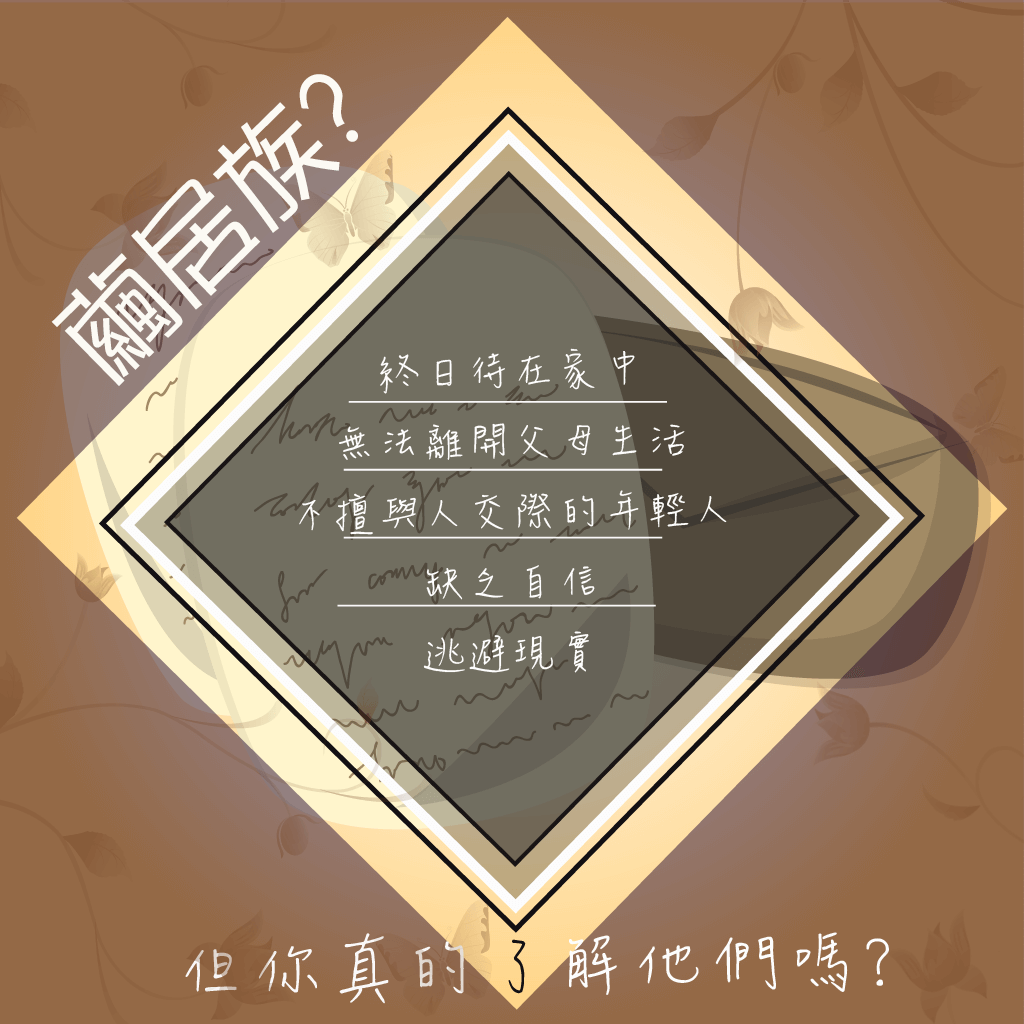 繭居族?
終日待在家中
無法離開父母生活
不擅與人交際的年輕人
缺乏自信
逃避現實
但你真的了解他們嗎?